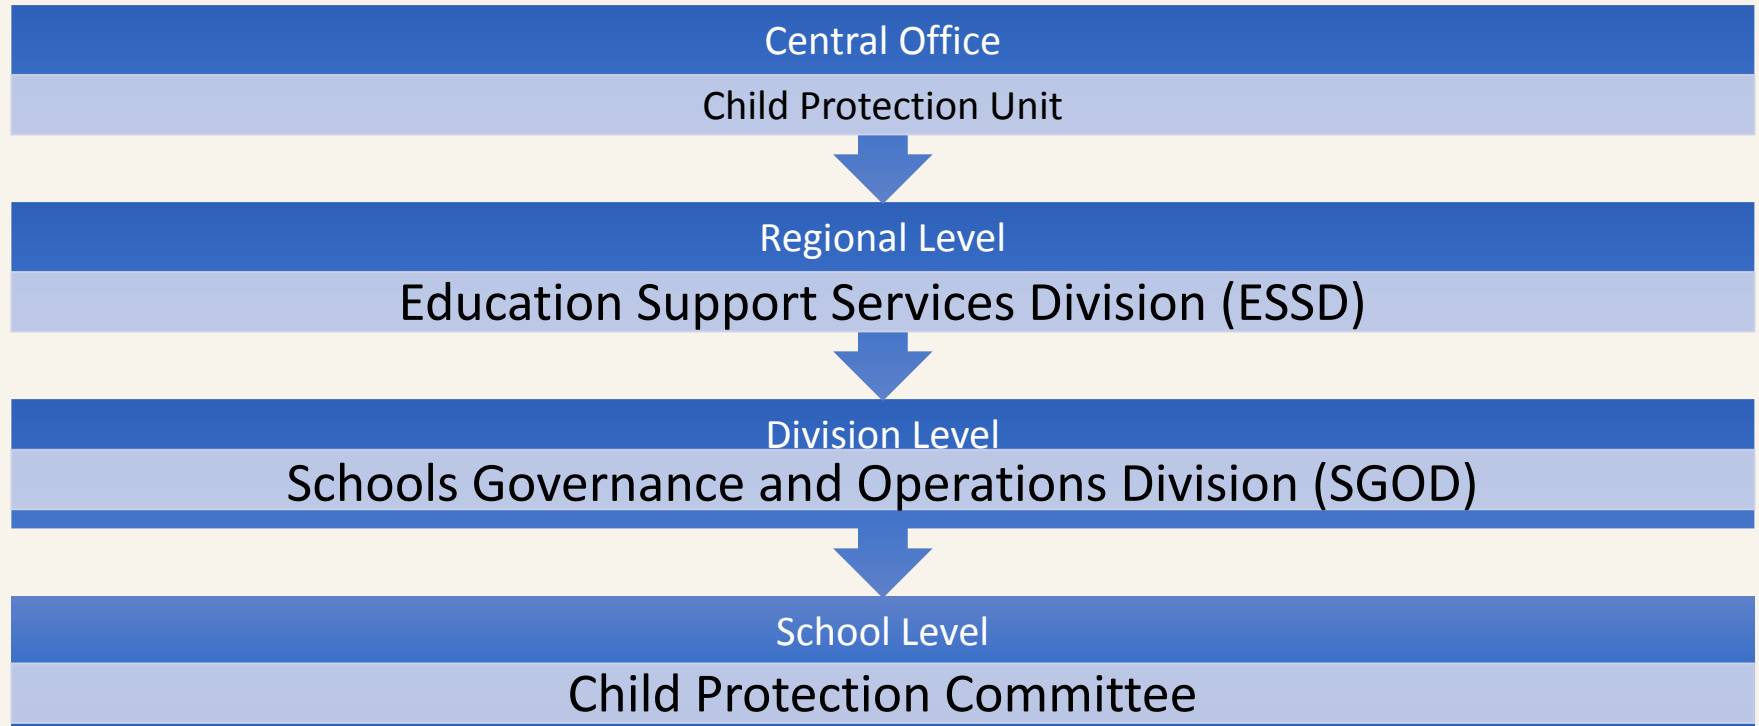 Central Office
Child Protection Unit
Regional Level
Education Support Services Division (ESSD)
Division Level
Schools Governance and Operations Division (SGOD)
School Level
Child Protection Committee